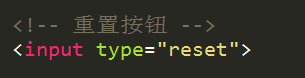 <!-- 重置按钮 -->
<input type="reset">